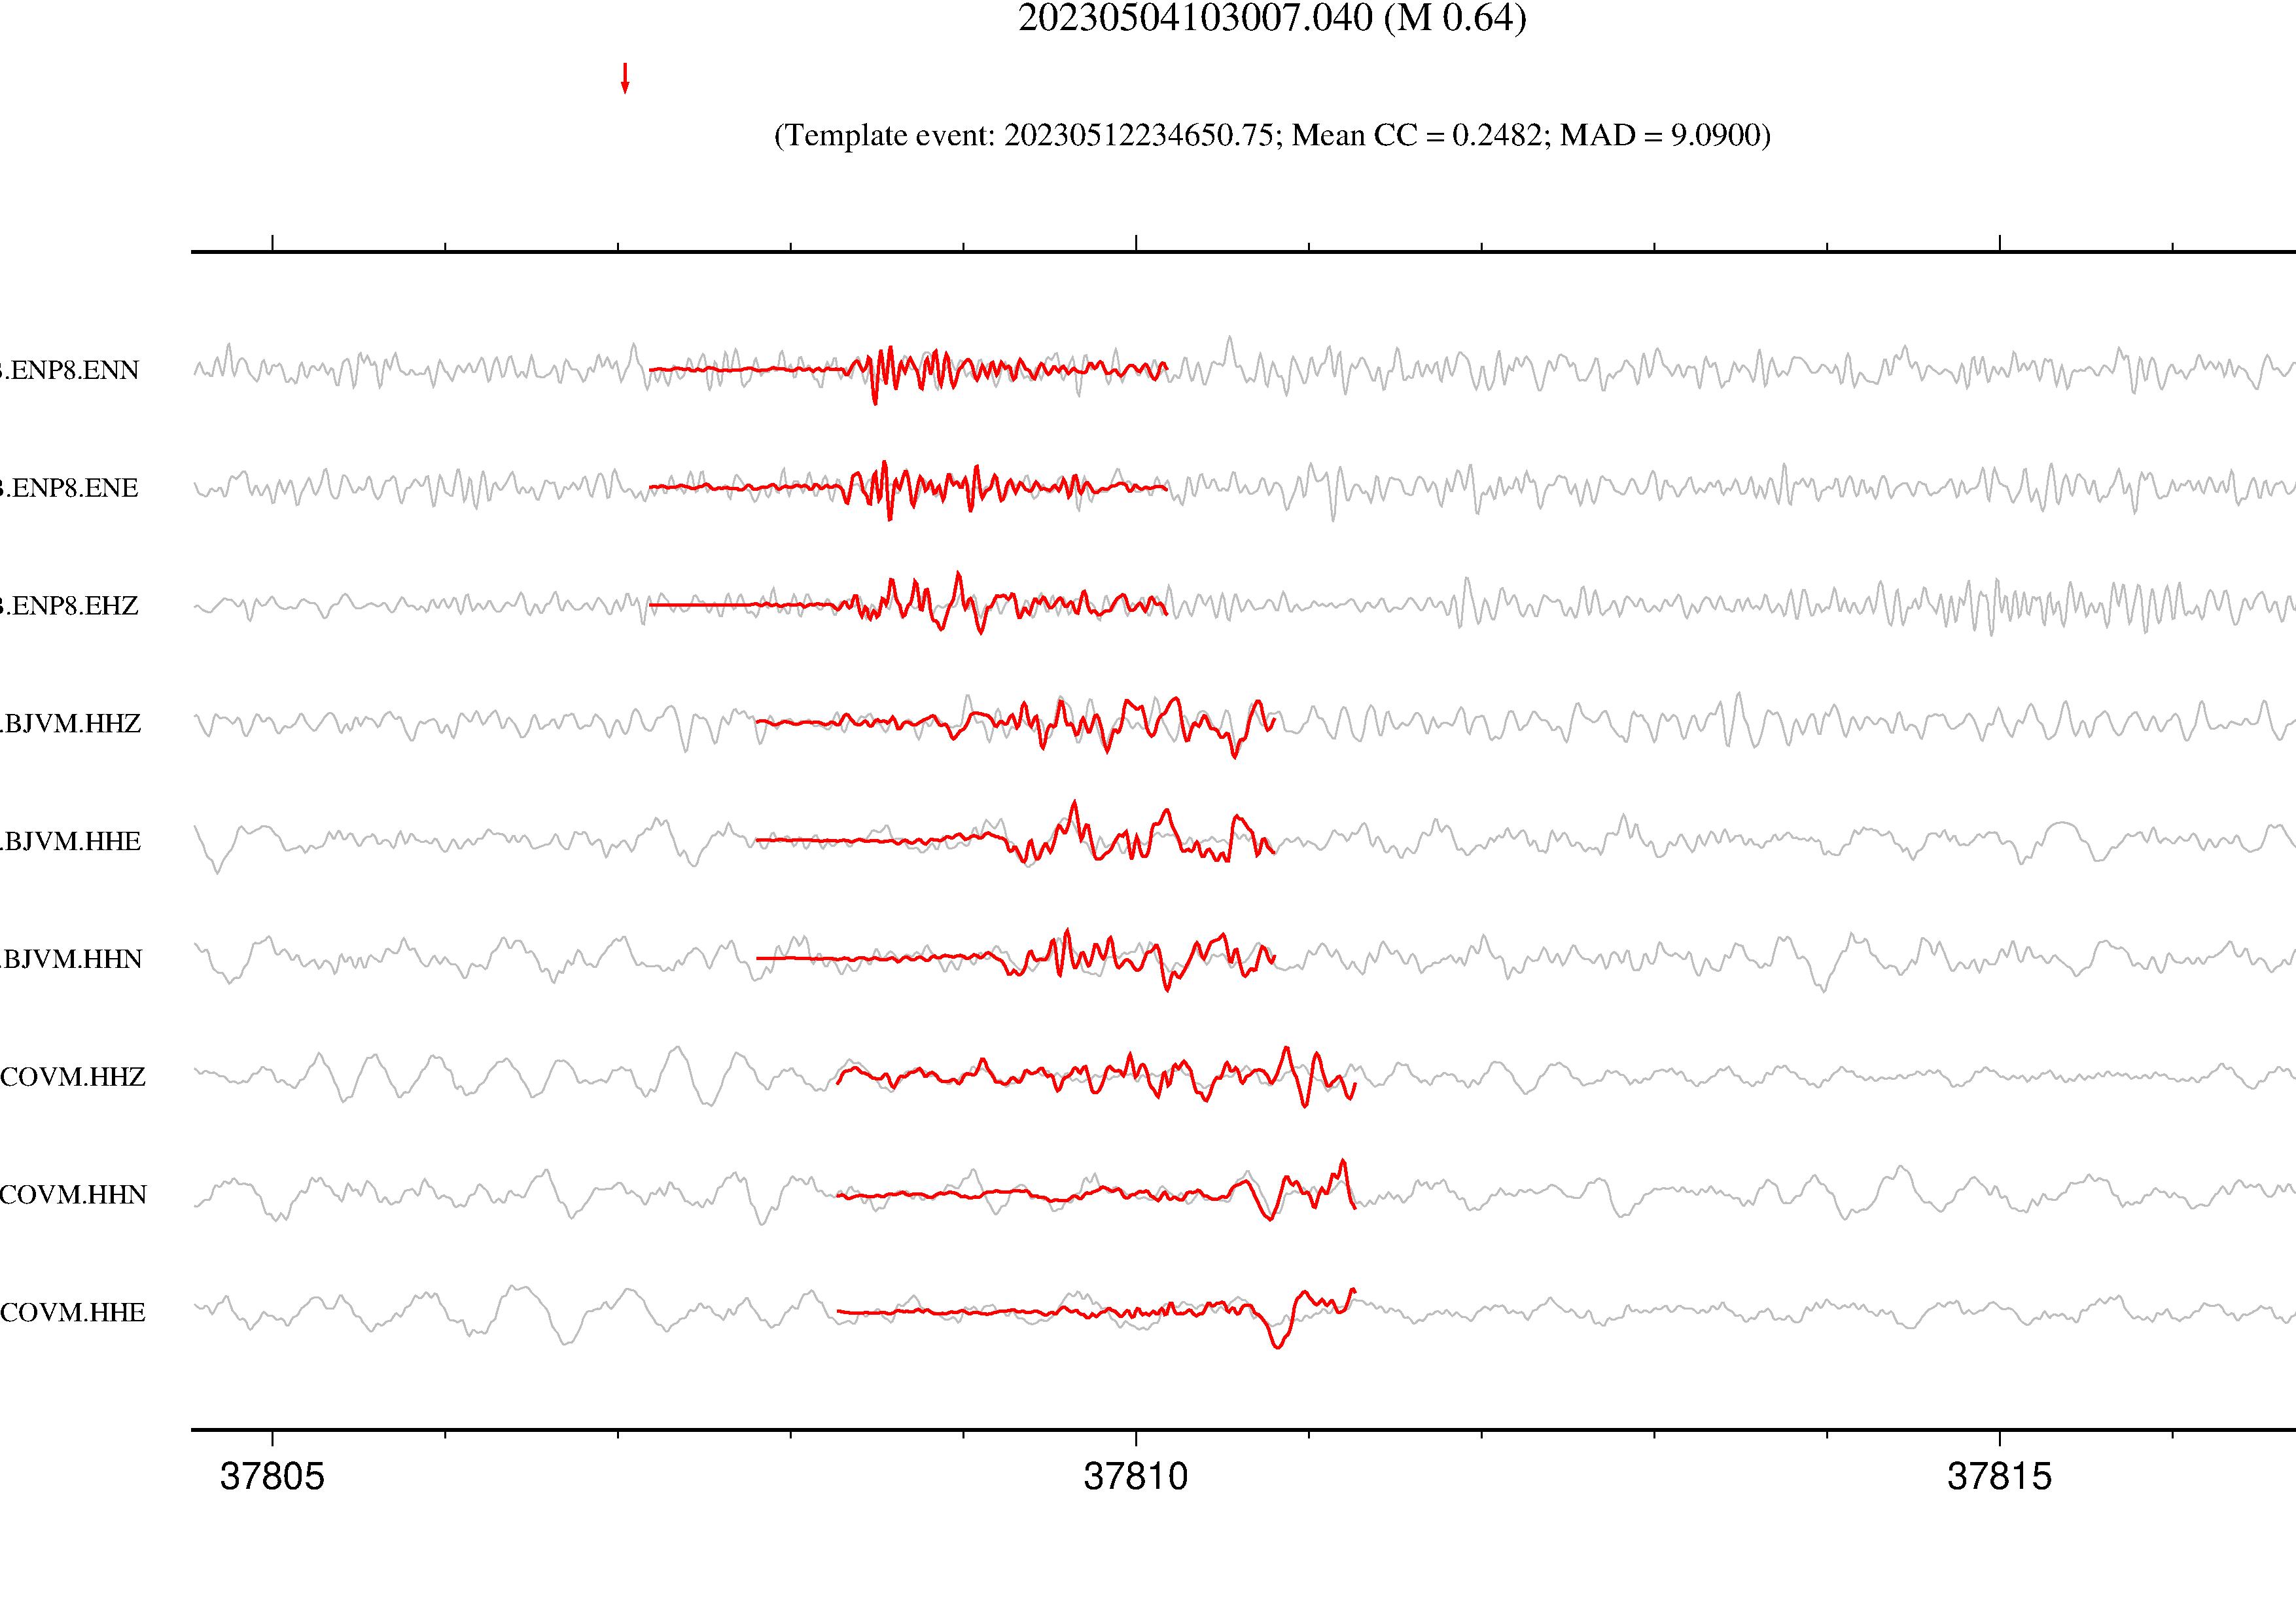 20230504103007.040 (M 0.64)
(Template event: 20230512234650.75; Mean CC = 0.2482; MAD = 9.0900)
.ENP8.ENN
.ENP8.ENE
.ENP8.EHZ
.BJVM.HHZ
.BJVM.HHE
.BJVM.HHN
COVM.HHZ
COVM.HHN
COVM.HHE
37805 37810 37815